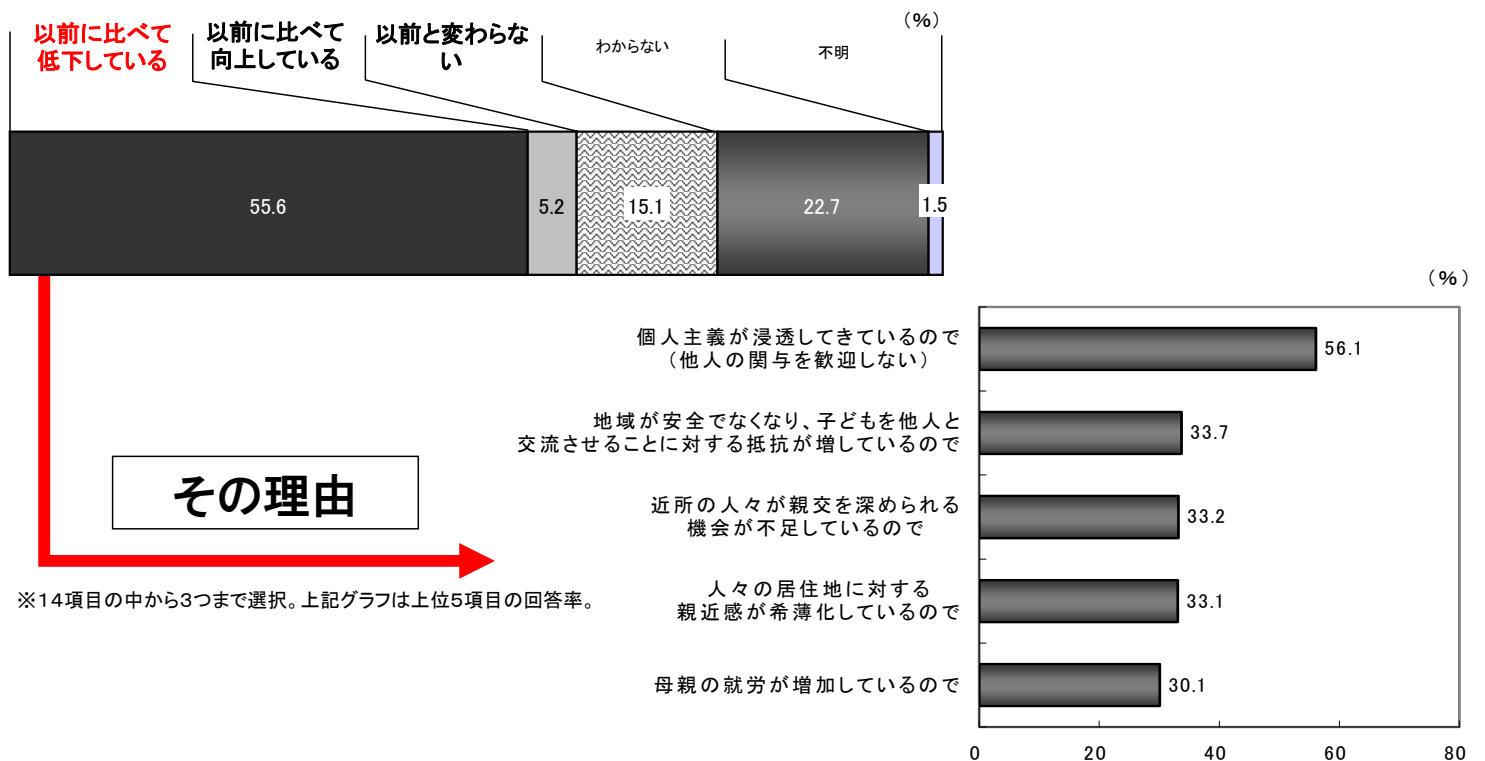 (%)
以前に比べて
低下している
以前に比べて
向上している
以前と変わらな
い
わからない
不明
55.6
5.2
15.1
22.7
1.5
その理由
※14項目の中から3つまで選択。上記グラフは上位5項目の回答率。
(%)
個人主義が浸透してきているので
(他人の関与を歓迎しない)
56.1
地域が安全でなくなり、子どもを他人と
交流させることに対する抵抗が増しているので
33.7
近所の人々が親交を深められる
機会が不足しているので
33.2
人々の居住地に対する
親近感が希薄化しているので
33.1
母親の就労が増加しているので
30.1
0 20 40 60 80